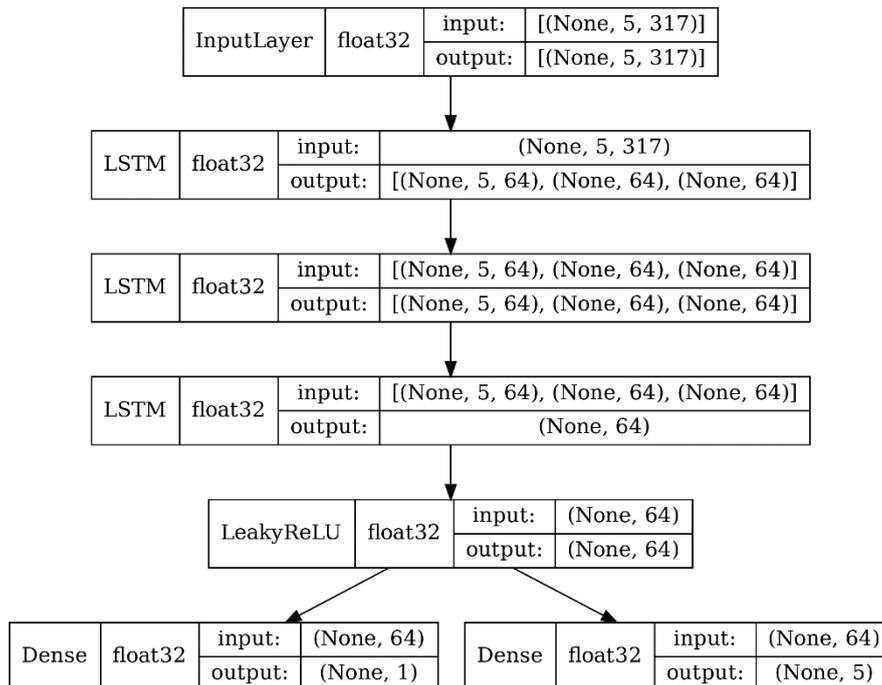 InputLayer float32 input: [(None, 5, 317)]
output: [(None, 5, 317)]
LSTM float32 input: (None, 5, 317)
output: [(None, 5, 64), (None, 64), (None, 64)]
LSTM float32 input: [(None, 5, 64), (None, 64), (None, 64)]
output: [(None, 5, 64), (None, 64), (None, 64)]
LSTM float32 input: [(None, 5, 64), (None, 64), (None, 64)]
output: (None, 64)
LeakyReLU float32 input: (None, 64)
output: (None, 64)
Dense float32 input: (None, 64)
output: (None, 1)
Dense float32 input: (None, 64)
output: (None, 5)